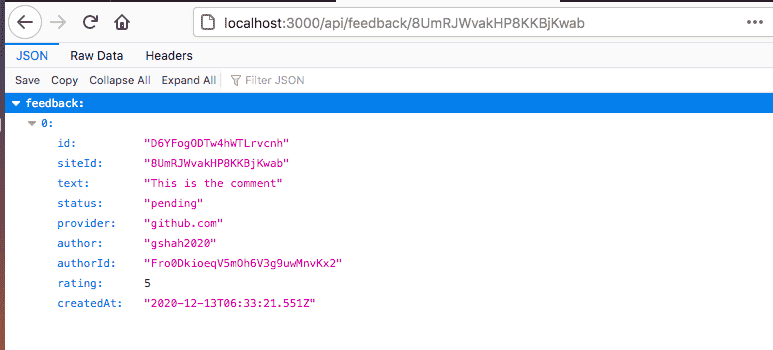 localhost:3000/api/feedback/8UmRJWvakHP8KKBjKwab
JSON Raw Data Headers
Save Copy Collapse All Expand All Filter JSON
feedback:
0:
id: "D6YFogODTw4hWTLrvcnh"
siteId: "8UmRJWvakHP8KKBjKwab"
text: "This is the comment"
status: "pending"
provider: "github.com"
author: "gshah2020"
authorId: "Fro0DkioeqV5mOh6V3g9uwMnvKx2"
rating: 5
createdAt: "2020-12-13T06:33:21.551Z"